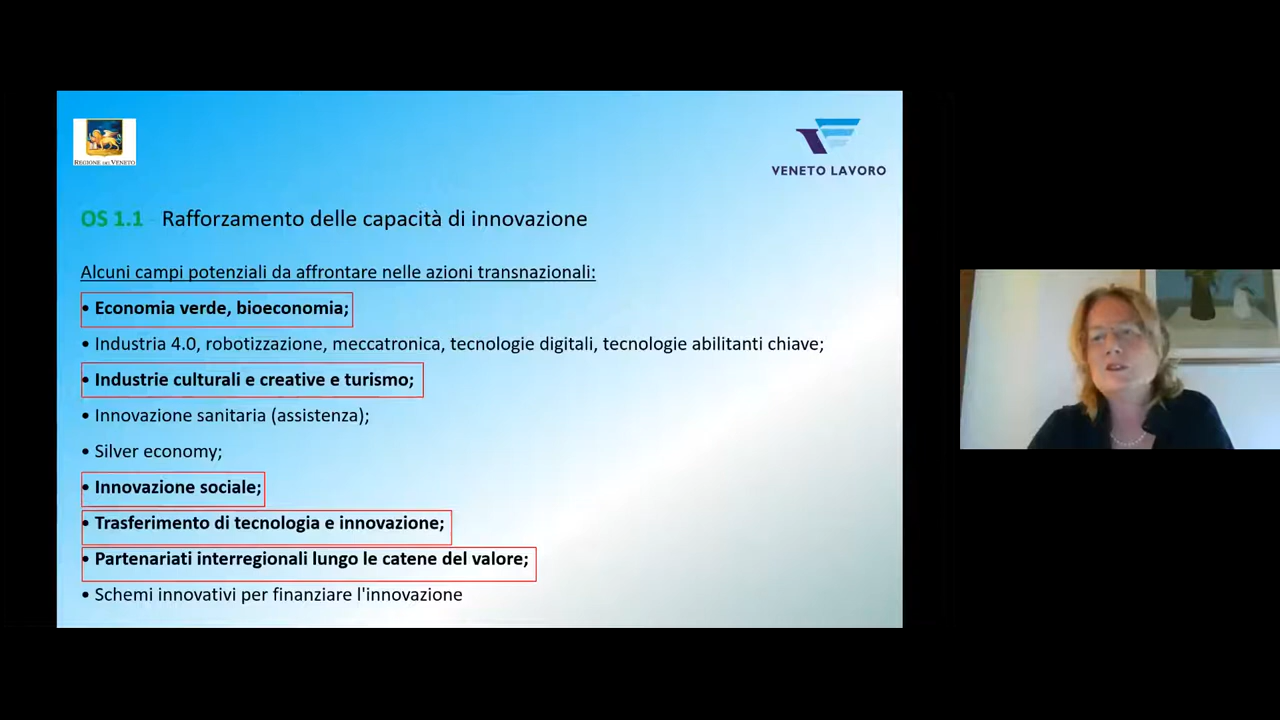 REGIONE DEL VENETO
VENETO LAVORO
OS 1.1 - Rafforzamento delle capacità di innovazione
Alcuni campi potenziali da affrontare nelle azioni transnazionali:
• Economia verde, bioeconomia;
• Industria 4.0, robotizzazione, meccatronica, tecnologie digitali, tecnologie abilitanti chiave;
• Industrie culturali e creative e turismo;
• Innovazione sanitaria (assistenza);
• Silver economy;
• Innovazione sociale;
• Trasferimento di tecnologia e innovazione;
• Partenariati interregionali lungo le catene del valore;
• Schemi innovativi per finanziare l'innovazione